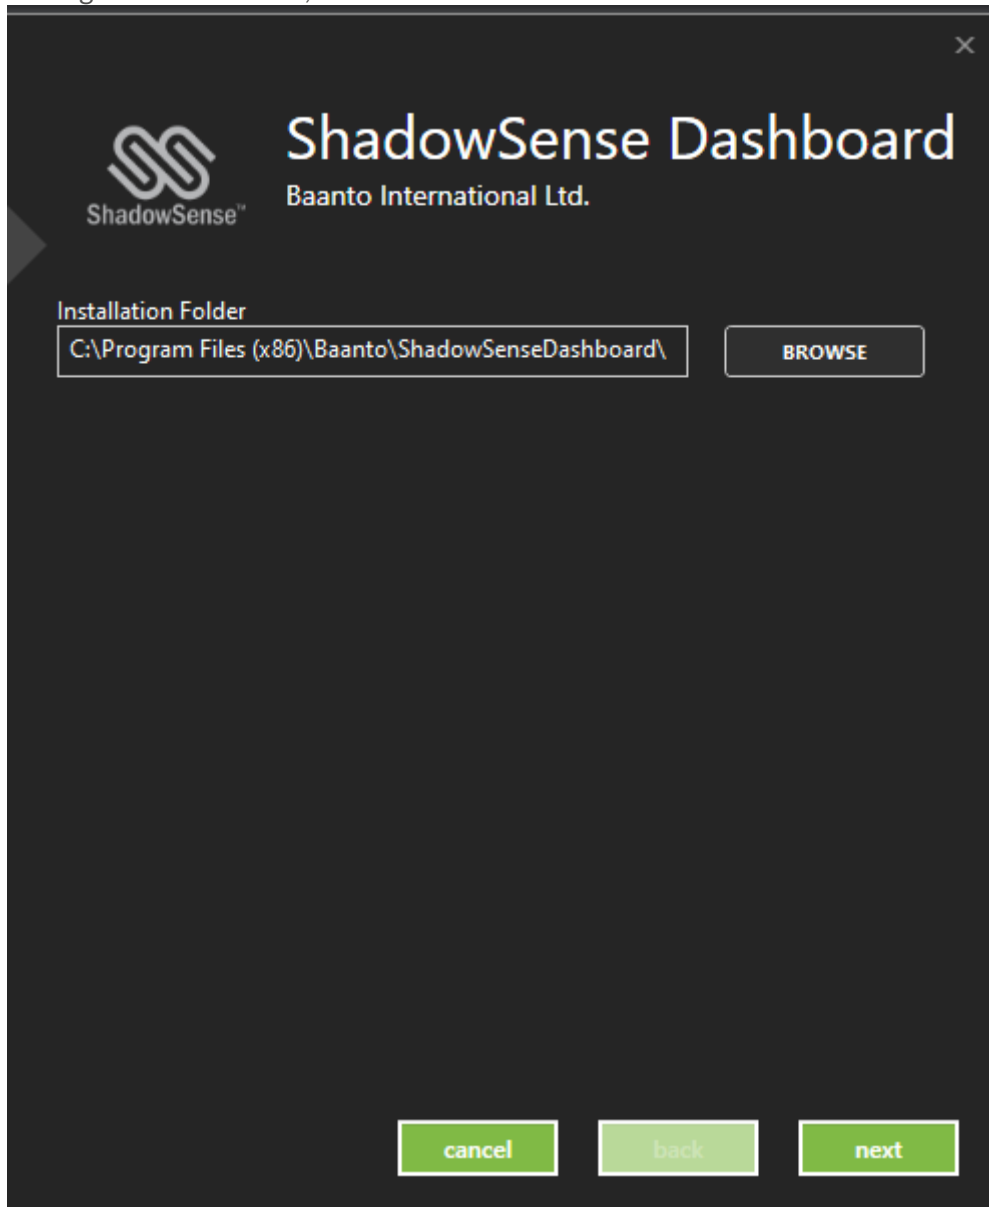 ShadowSense Dashboard
Baanto International Ltd.
ShadowSense™
Installation Folder
C:\Program Files (x86)\Baanto\ShadowSenseDashboard\
BROWSE
cancel
back
next